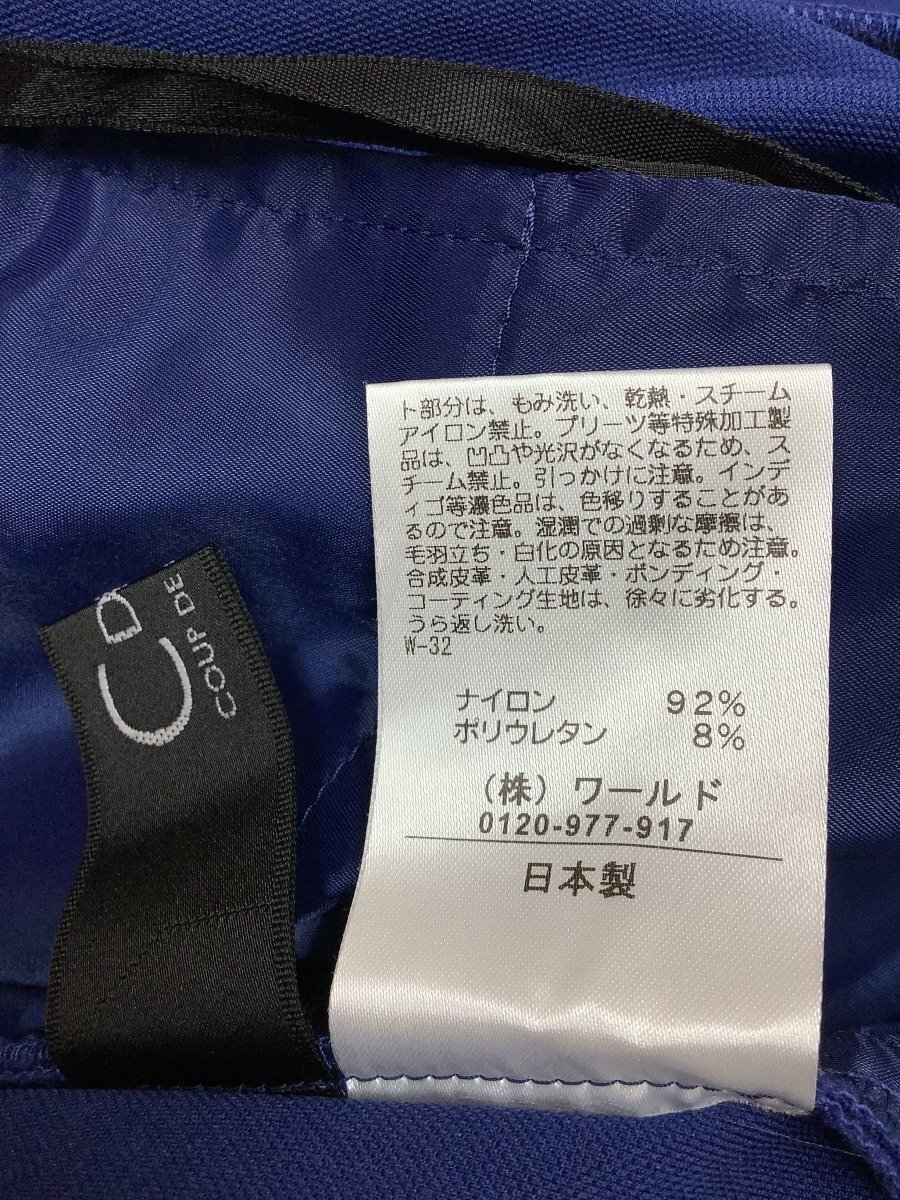 ト部分は、もみ洗い、乾熱・スチーム
アイロン禁止。プリーツ等特殊加工製
品は、凹凸や光沢がなくなるため、ス
チーム禁止。引っかけに注意。インデ
ィゴ等濃色品は、色移りすることがあ
るので注意。湿潤での過剰な摩擦は、
毛羽立ち・白化の原因となるため注意。
合成皮革・人工皮革・ボンディング・
コーティング生地は、徐々に劣化する。
うら返し洗い。
W-32
ナイロン 92%
ポリウレタン 8%
(株)ワールド
0120-977-917
日本製
COUP DE